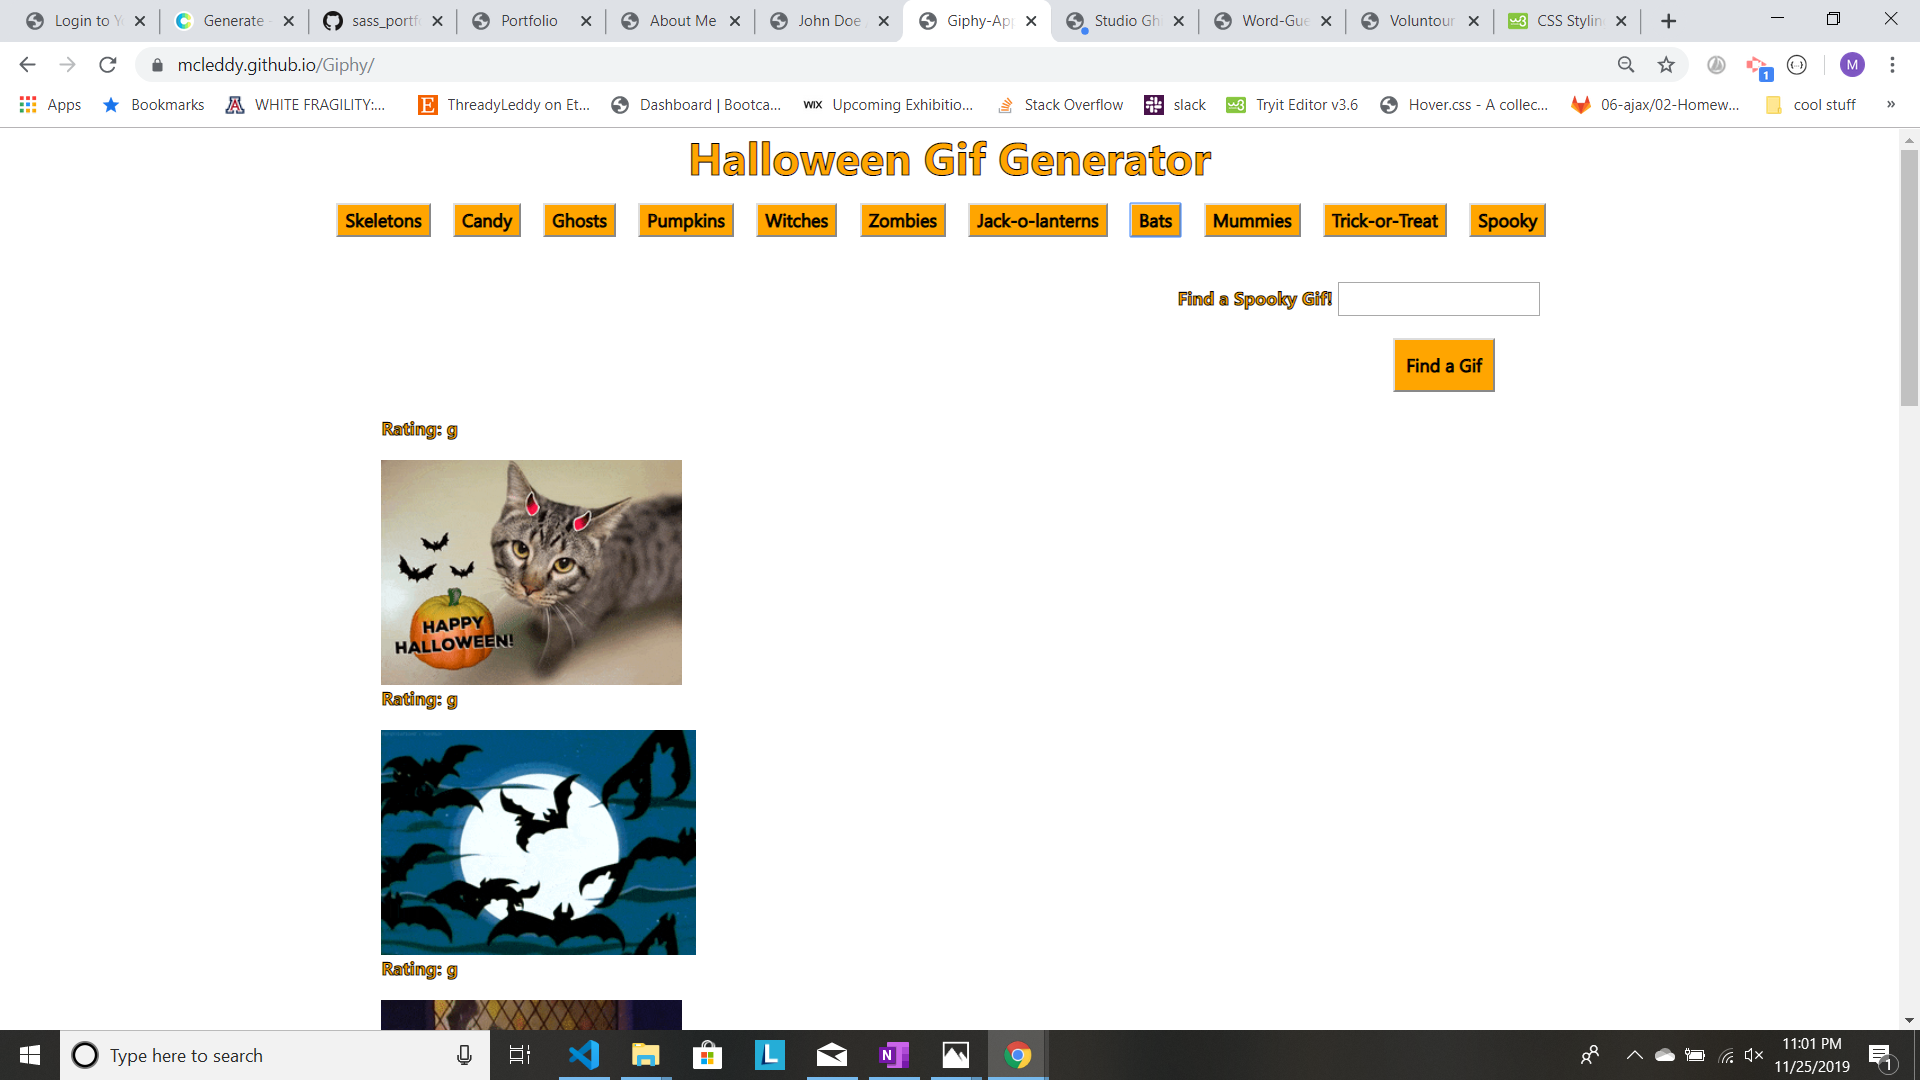 Login to Y
Generate
sass_portf
Portfolio
About Me
John Doe
Giphy-Ap
Studio Gh
Word-Gue
Voluntour
CSS Stylin
mcleddy.github.io/Giphy/
M
1
Apps
Bookmarks
WHITE FRAGILITY:...
ThreadyLeddy on Et...
Dashboard | Bootca...
WIX Upcoming Exhibitio...
Stack Overflow
slack
Tryit Editor v3.6
Hover.css - A collec...
06-ajax/02-Homew...
cool stuff
»
Halloween Gif Generator
Skeletons Candy Ghosts Pumpkins Witches Zombies Jack-o-lanterns Bats Mummies Trick-or-Treat Spooky
Find a Spooky Gif!
Find a Gif
Rating: g
HAPPY
HALLOWEEN!
Rating: g
Rating: g
Type here to search
11:01 PM
11/25/2019
1